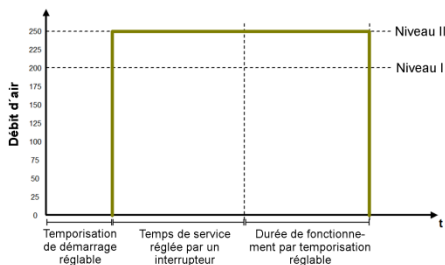 Débit d´air
250
225
200
175
150
125
100
75
50
25
0
Niveau II
Niveau I
t
Temporisation
de démarrage
réglable
Temps de service
réglée par un
interrupteur
Durée de fonctionne-
ment par temporisation
réglable